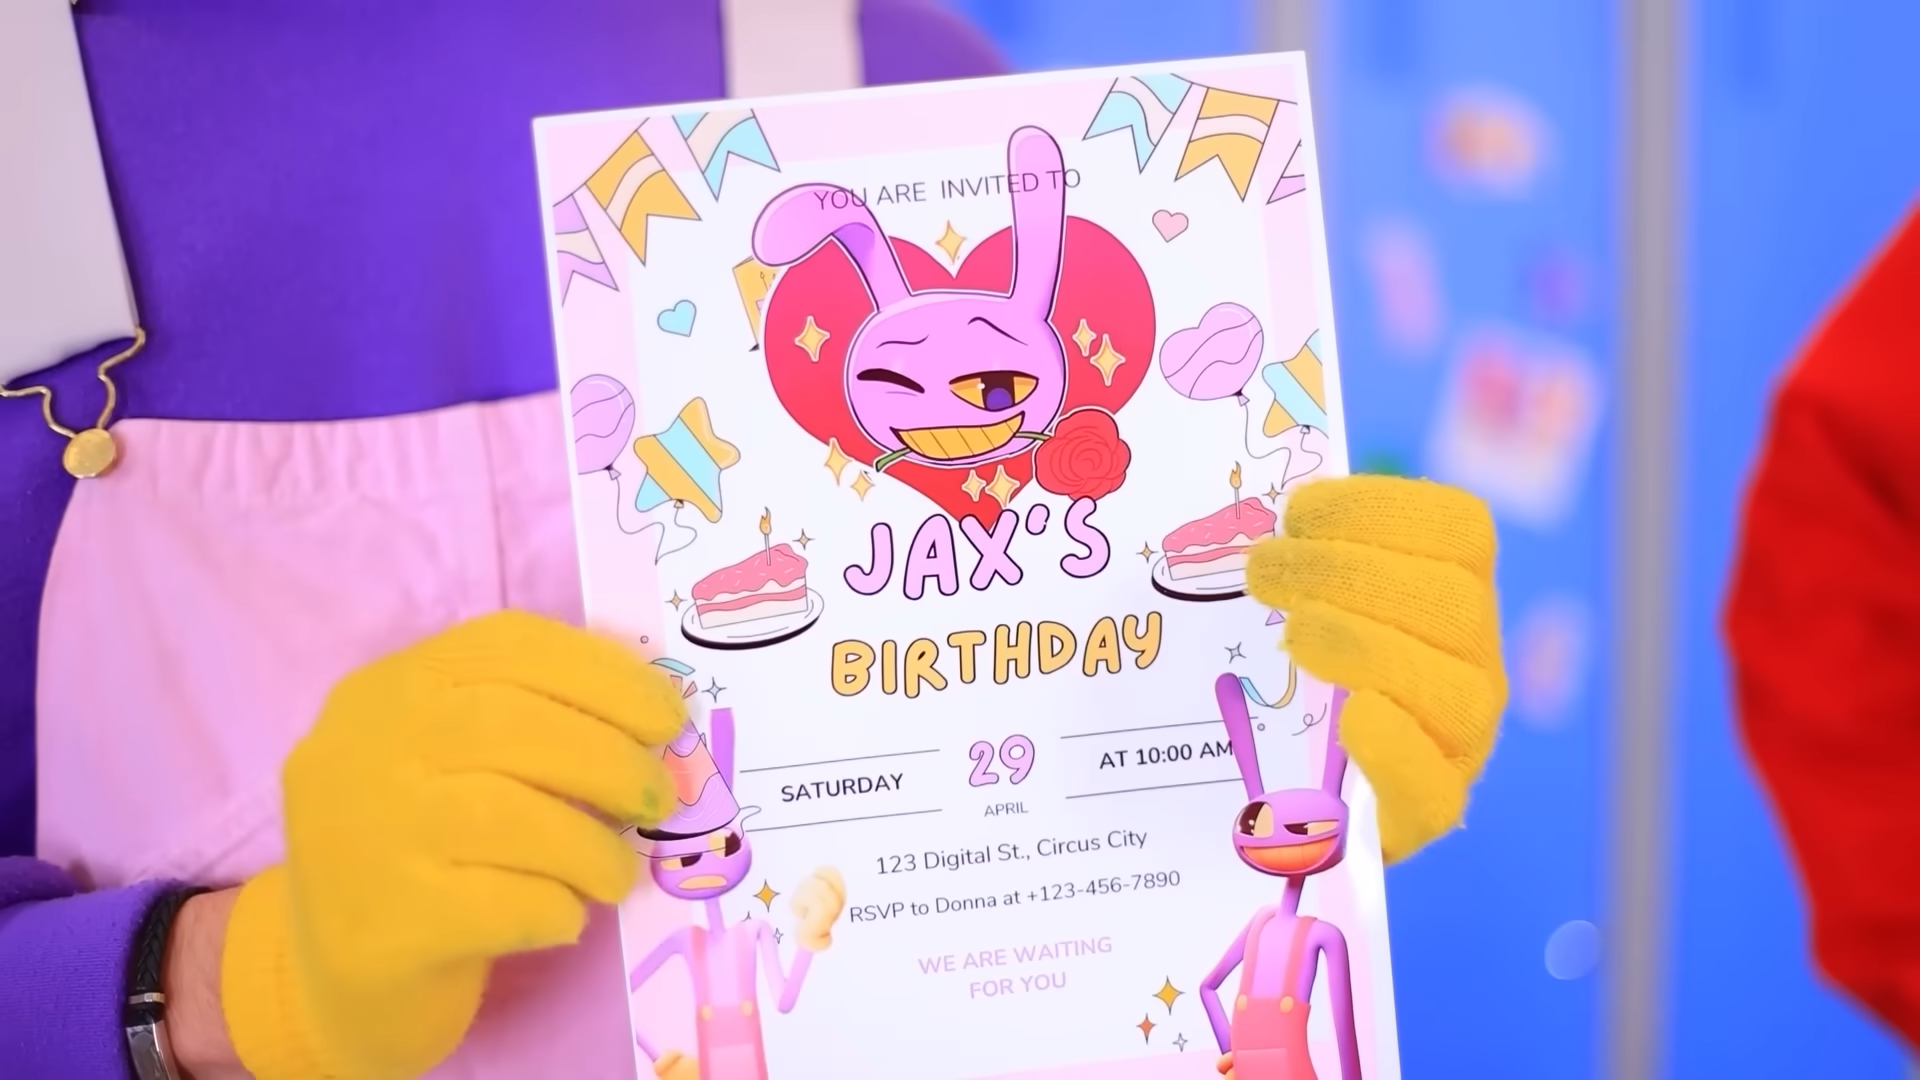 YOU ARE INVITED TO
JAX'S
BIRTHDAY
SATURDAY
29
APRIL
AT 10:00 AM
123 Digital St., Circus City
RSVP to Donna at +123-456-7890
WE ARE WAITING
FOR YOU